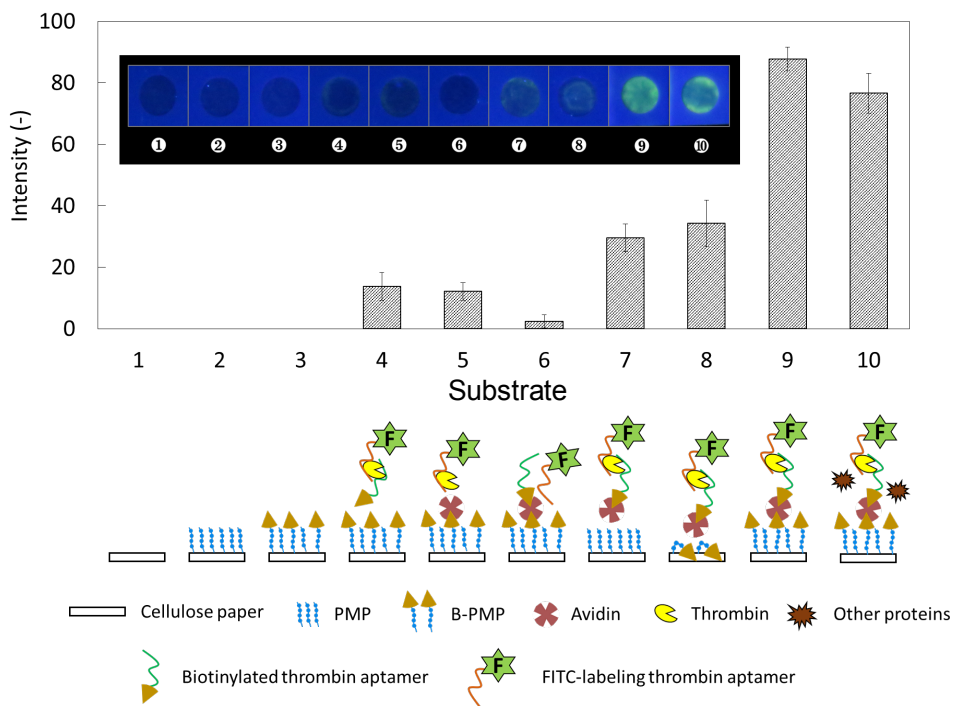 100
80
60
40
20
0
Intensity (-)
❶ ❷ ❸ ❹ ❺ ❻ ❼ ❽ ❾ ❿
1 2 3 4 5 6 7 8 9 10
Substrate
F F F F F F F
Cellulose paper PMP B-PMP Avidin Thrombin Other proteins
Biotinylated thrombin aptamer F FITC-labeling thrombin aptamer